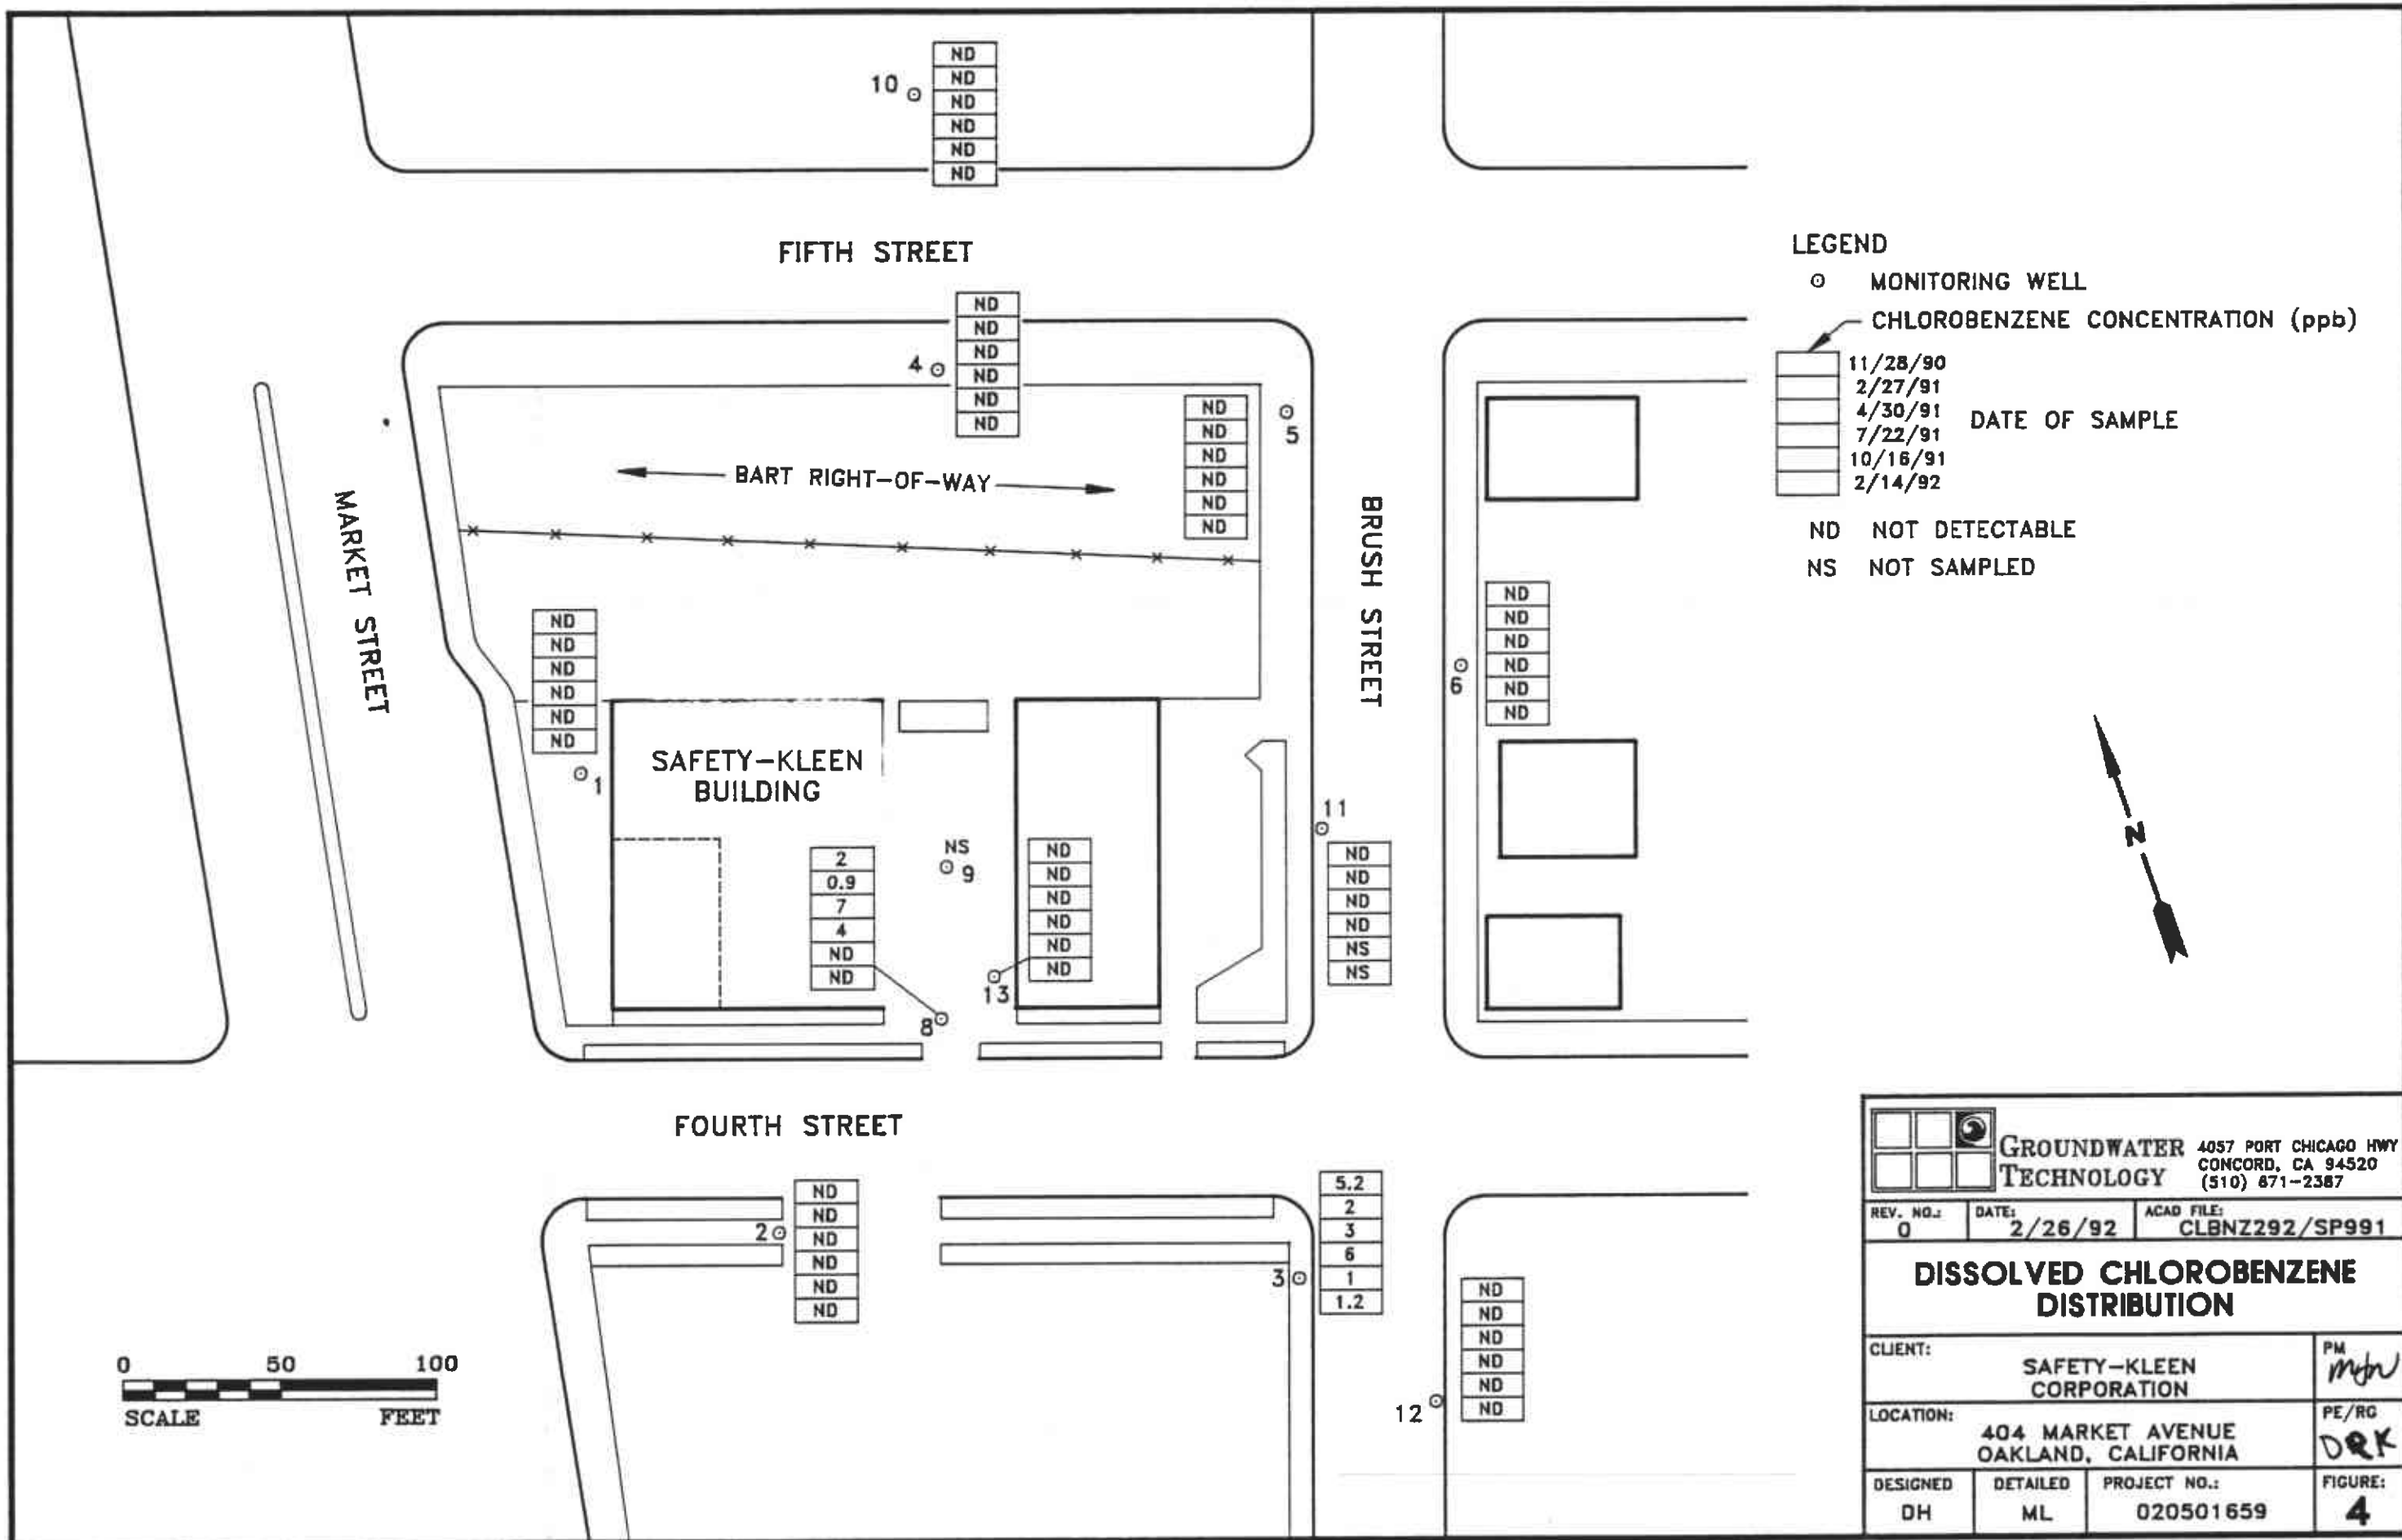 10
ND
ND
ND
ND
ND
ND
FIFTH STREET
4
ND
ND
ND
ND
ND
ND
5
ND
ND
ND
ND
ND
ND
BART RIGHT-OF-WAY
MARKET STREET
BRUSH STREET
LEGEND
MONITORING WELL
CHLOROBENZENE CONCENTRATION (ppb)
11/28/90
2/27/91
4/30/91
7/22/91
10/16/91
2/14/92
DATE OF SAMPLE
ND NOT DETECTABLE
NS NOT SAMPLED
ND
ND
ND
ND
ND
ND
1
6
ND
ND
ND
ND
ND
ND
SAFETY-KLEEN
BUILDING
N
2
0.9
7
4
ND
ND
8
NS
9
ND
ND
ND
ND
ND
ND
13
11
ND
ND
ND
ND
NS
NS
FOURTH STREET
2
ND
ND
ND
ND
ND
ND
3
5.2
2
3
6
1
1.2
12
ND
ND
ND
ND
ND
ND
0 50 100
SCALE FEET
GROUNDWATER
TECHNOLOGY
4057 PORT CHICAGO HWY
CONCORD, CA 94520
(510) 671-2387
REV. NO.: 0
DATE: 2/26/92
ACAD FILE: CLBNZ292/SP991
DISSOLVED CHLOROBENZENE
DISTRIBUTION
CLIENT:
SAFETY-KLEEN
CORPORATION
PM
LOCATION:
404 MARKET AVENUE
OAKLAND, CALIFORNIA
PE/RG
DRK
DESIGNED
DH
DETAILED
ML
PROJECT NO.:
020501659
FIGURE:
4